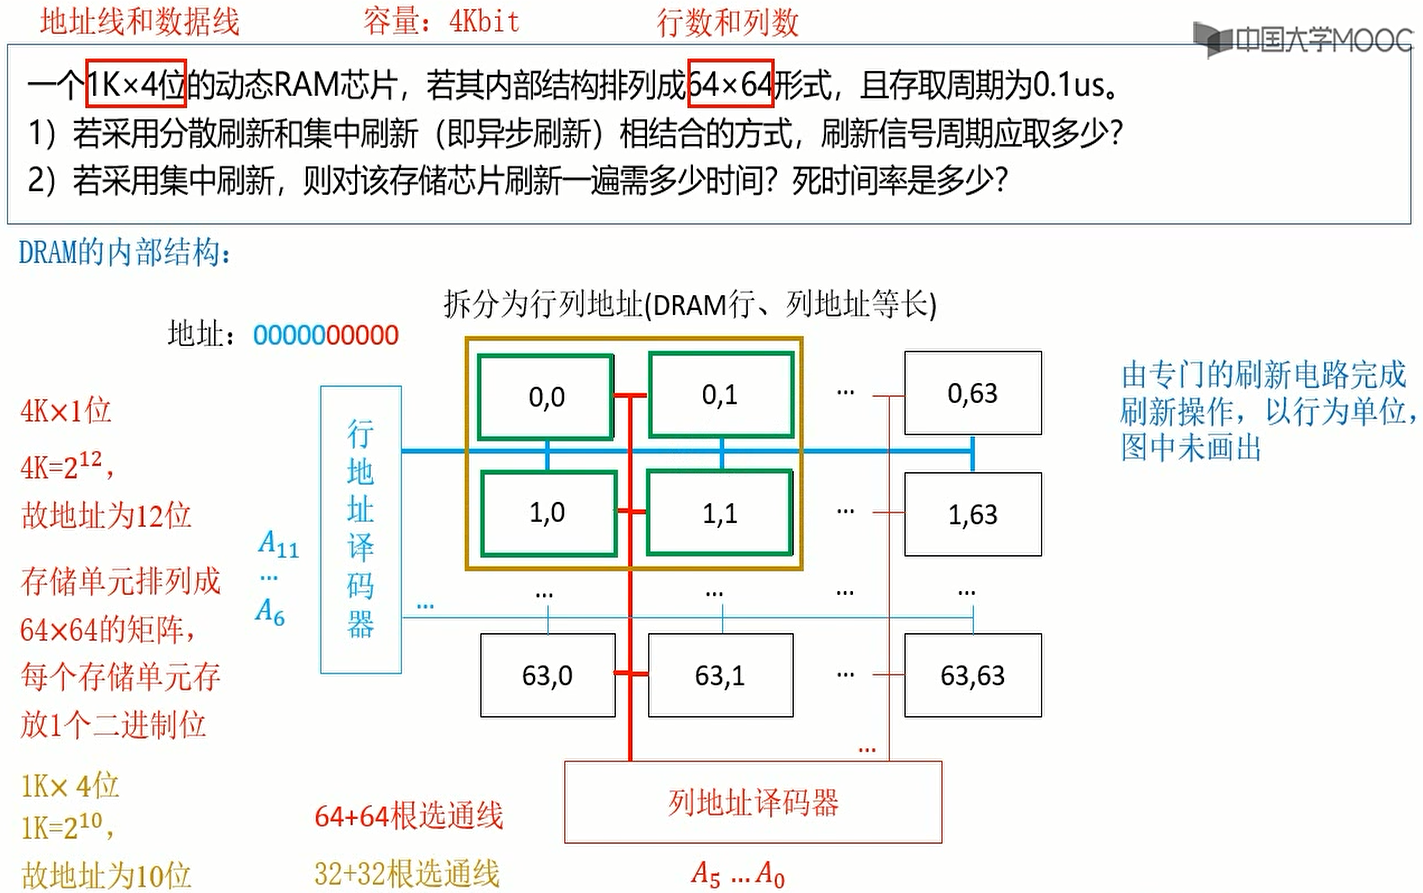 地址线和数据线 容量：4Kbit 行数和列数
中国大学MOOC
一个1K×4位的动态RAM芯片，若其内部结构排列成64×64形式，且存取周期为0.1us。
1）若采用分散刷新和集中刷新（即异步刷新）相结合的方式，刷新信号周期应取多少？
2）若采用集中刷新，则对该存储芯片刷新一遍需多少时间？死时间率是多少？
DRAM的内部结构：
拆分为行列地址(DRAM行、列地址等长)
地址：0000000000
4K×1位
4K=2¹²，
故地址为12位
存储单元排列成
64×64的矩阵，
每个存储单元存
放1个二进制位
1K× 4位
1K=2¹⁰，
故地址为10位
A₁₁
...
A₆
行地址译码器
...
0,0 0,1 ... 0,63
1,0 1,1 ... 1,63
... ... ... ...
63,0 63,1 ... 63,63
...
列地址译码器
A₅ ...A₀
64+64根选通线
32+32根选通线
由专门的刷新电路完成
刷新操作，以行为单位，
图中未画出